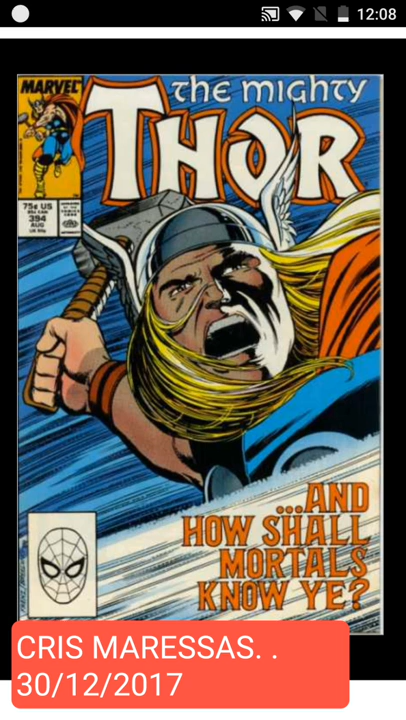 12:08
MARVEL
THE MIGHTY
THOR
75¢ US
394
AUG
...AND
HOW SHALL
MORTALS
KNOW YE?
CRIS MARESSAS. .
30/12/2017